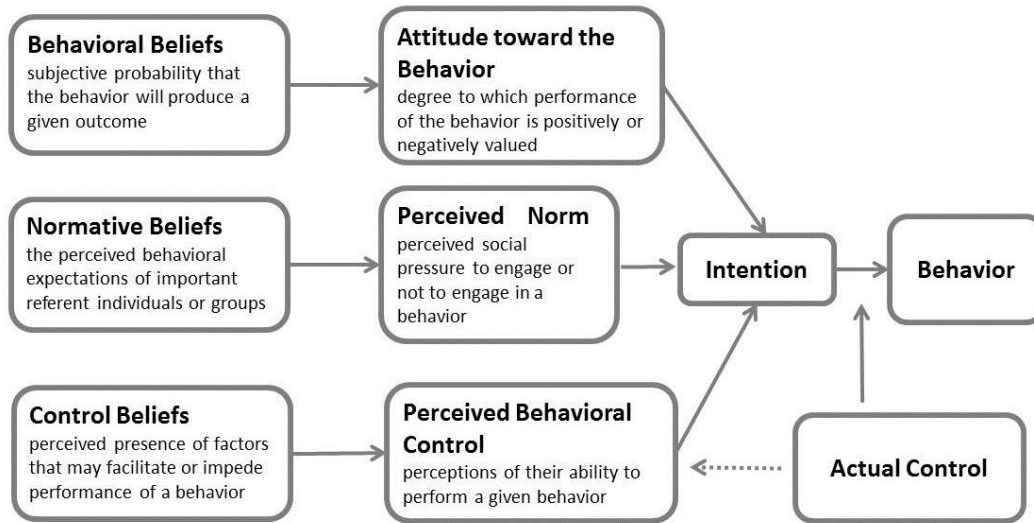 Behavioral Beliefs
subjective probability that
the behavior will produce a
given outcome
Attitude toward the
Behavior
degree to which performance
of the behavior is positively or
negatively valued
Normative Beliefs
the perceived behavioral
expectations of important
referent individuals or groups
Perceived Norm
perceived social
pressure to engage or
not to engage in a
behavior
Intention
Behavior
Control Beliefs
perceived presence of factors
that may facilitate or impede
performance of a behavior
Perceived Behavioral
Control
perceptions of their ability to
perform a given behavior
Actual Control